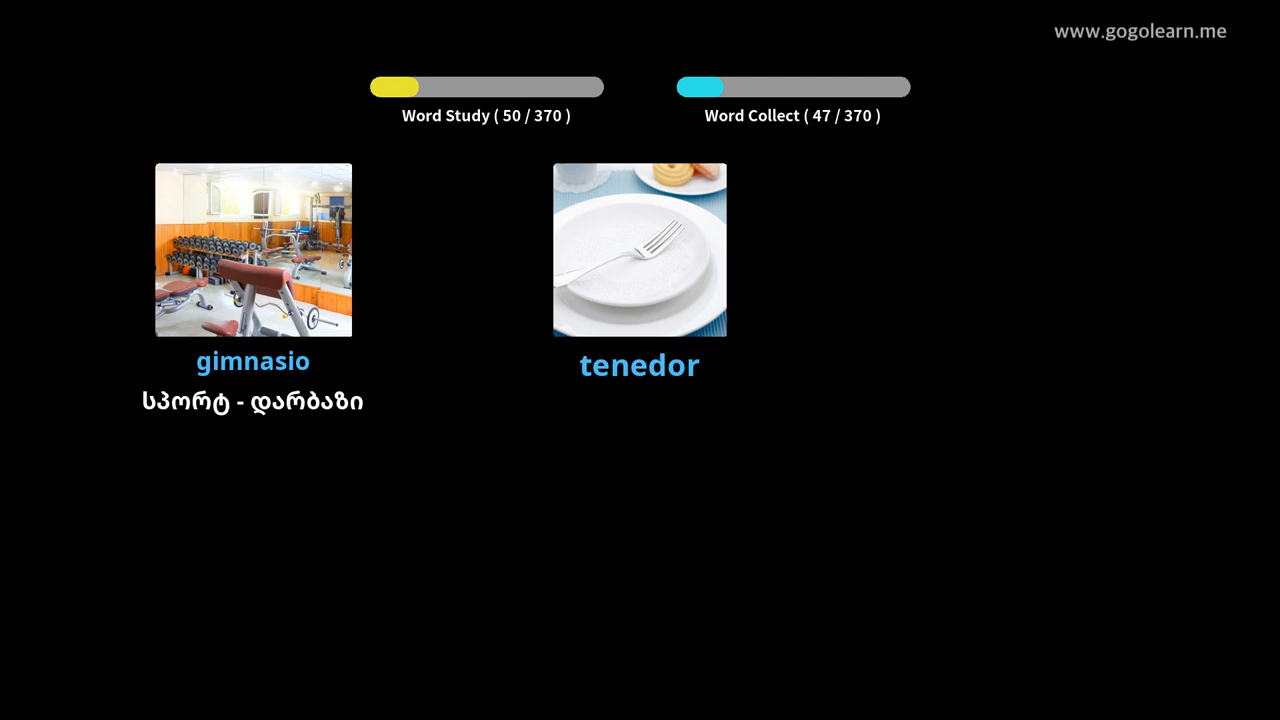 www.gogolearn.me
Word Study ( 50 / 370 )
Word Collect ( 47 / 370 )
gimnasio
tenedor
სპორტ - დარბაზი